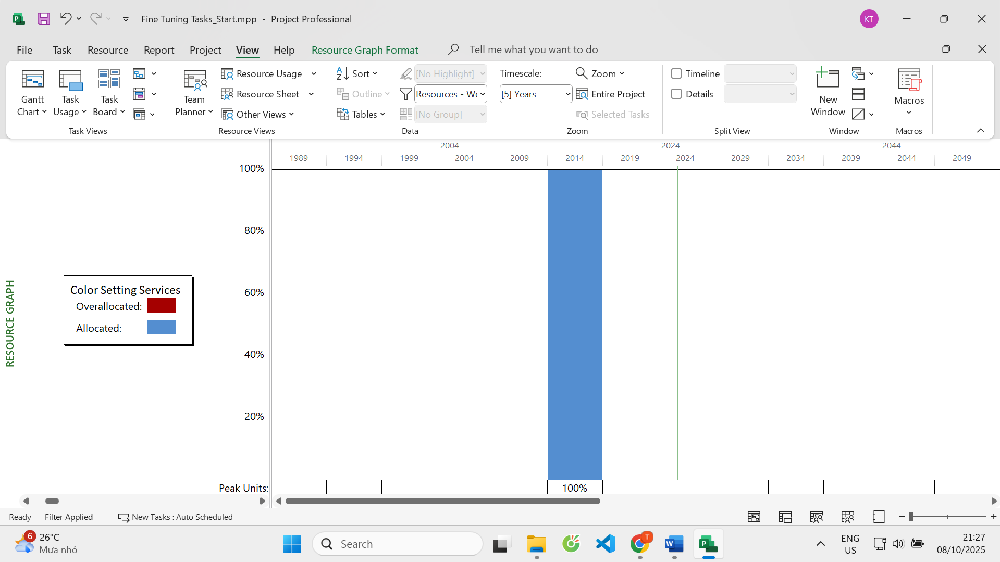 Fine Tuning Tasks_Start.mpp - Project Professional
KT
File Task Resource Report Project View Help Resource Graph Format Tell me what you want to do
Gantt Chart
Task Usage
Task Board
Task Views
Team Planner
Resource Usage
Resource Sheet
Other Views
Resource Views
Sort
Outline
Tables
[No Highlight]
Resources - Wo
[No Group]
Data
Timescale:
[5] Years
Zoom
Entire Project
Selected Tasks
Zoom
Timeline
Details
Split View
New Window
Window
Macros
Macros
2004 2024 2044
1989 1994 1999 2004 2009 2014 2019 2024 2029 2034 2039 2044 2049
100%
80%
60%
40%
20%
RESOURCE GRAPH
Color Setting Services
Overallocated:
Allocated:
Peak Units: 100%
Ready Filter Applied New Tasks : Auto Scheduled
6
26°C
Mưa nhỏ
Search
T
ENG
US
21:27
08/10/2025